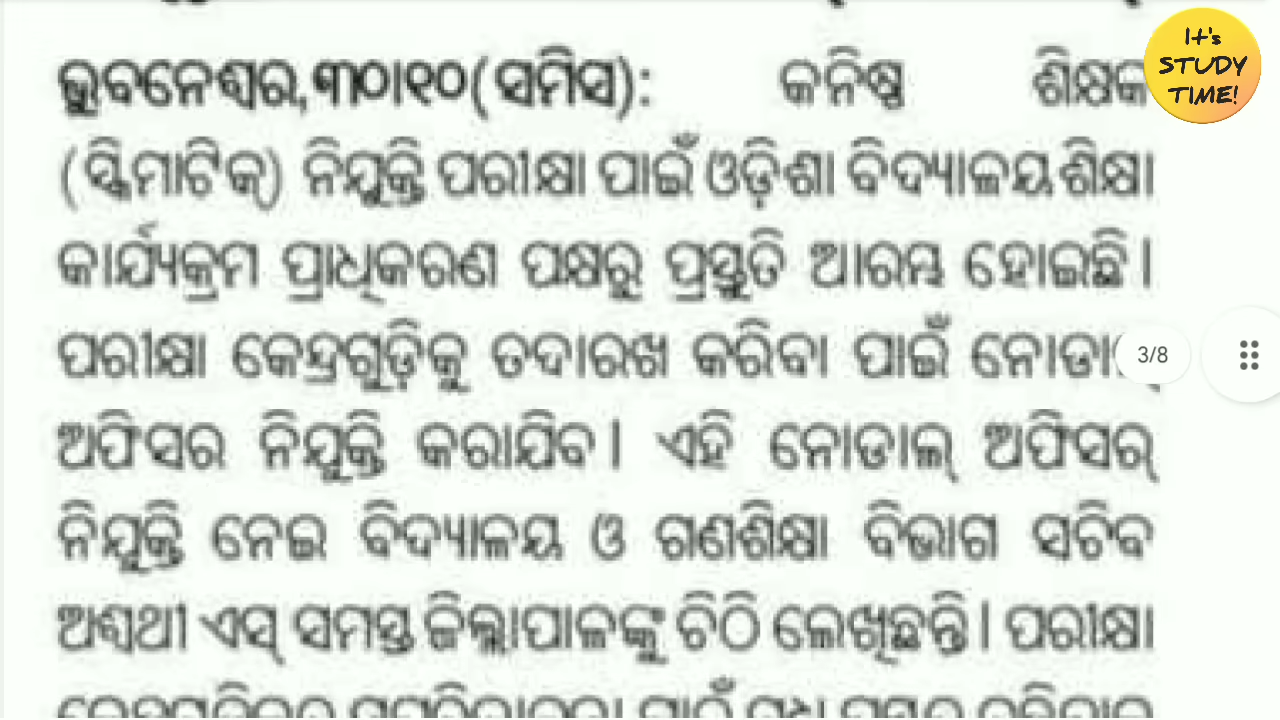 ଭୁବନେଶ୍ୱର,୩୦ା୧୦(ସମିସ): କନିଷ୍ଠ ଶିକ୍ଷକ
(ସ୍କିମାଟିକ୍) ନିଯୁକ୍ତି ପରୀକ୍ଷା ପାଇଁ ଓଡ଼ିଶା ବିଦ୍ୟାଳୟଶିକ୍ଷା
କାର୍ଯ୍ୟକ୍ରମ ପ୍ରାଧିକରଣ ପକ୍ଷରୁ ପ୍ରସ୍ତୁତି ଆରମ୍ଭ ହୋଇଛି।
ପରୀକ୍ଷା କେନ୍ଦ୍ରଗୁଡ଼ିକୁ ତଦାରଖ କରିବା ପାଇଁ
ଅଫିସର ନିଯୁକ୍ତି କରାଯିବ। ଏହି ନୋଡାଲ୍ ଅଫିସର୍
ନିଯୁକ୍ତି ନେଇ ବିଦ୍ୟାଳୟ ଓ ଗଣଶିକ୍ଷା ବିଭାଗ ସଚିବ
ଅଶ୍ୱଥୀ ଏସ୍ ସମସ୍ତ ଜିଲ୍ଲାପାଳଙ୍କୁ ଚିଠି ଲେଖିଛନ୍ତି। ପରୀକ୍ଷା
It's
STUDY
TIME!
3/8